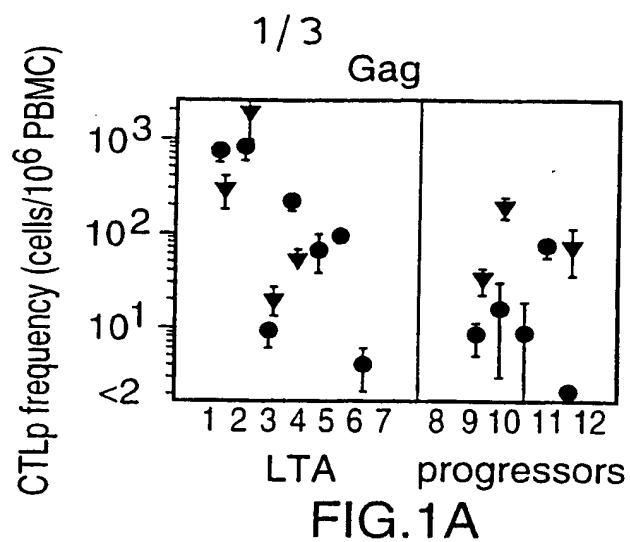 1/3
Gag
CTLp frequency (cells/10⁶ PBMC)
10³
10²
10¹
<2
1 2 3 4 5 6 7 8 9 10 11 12
LTA progressors
FIG.1A